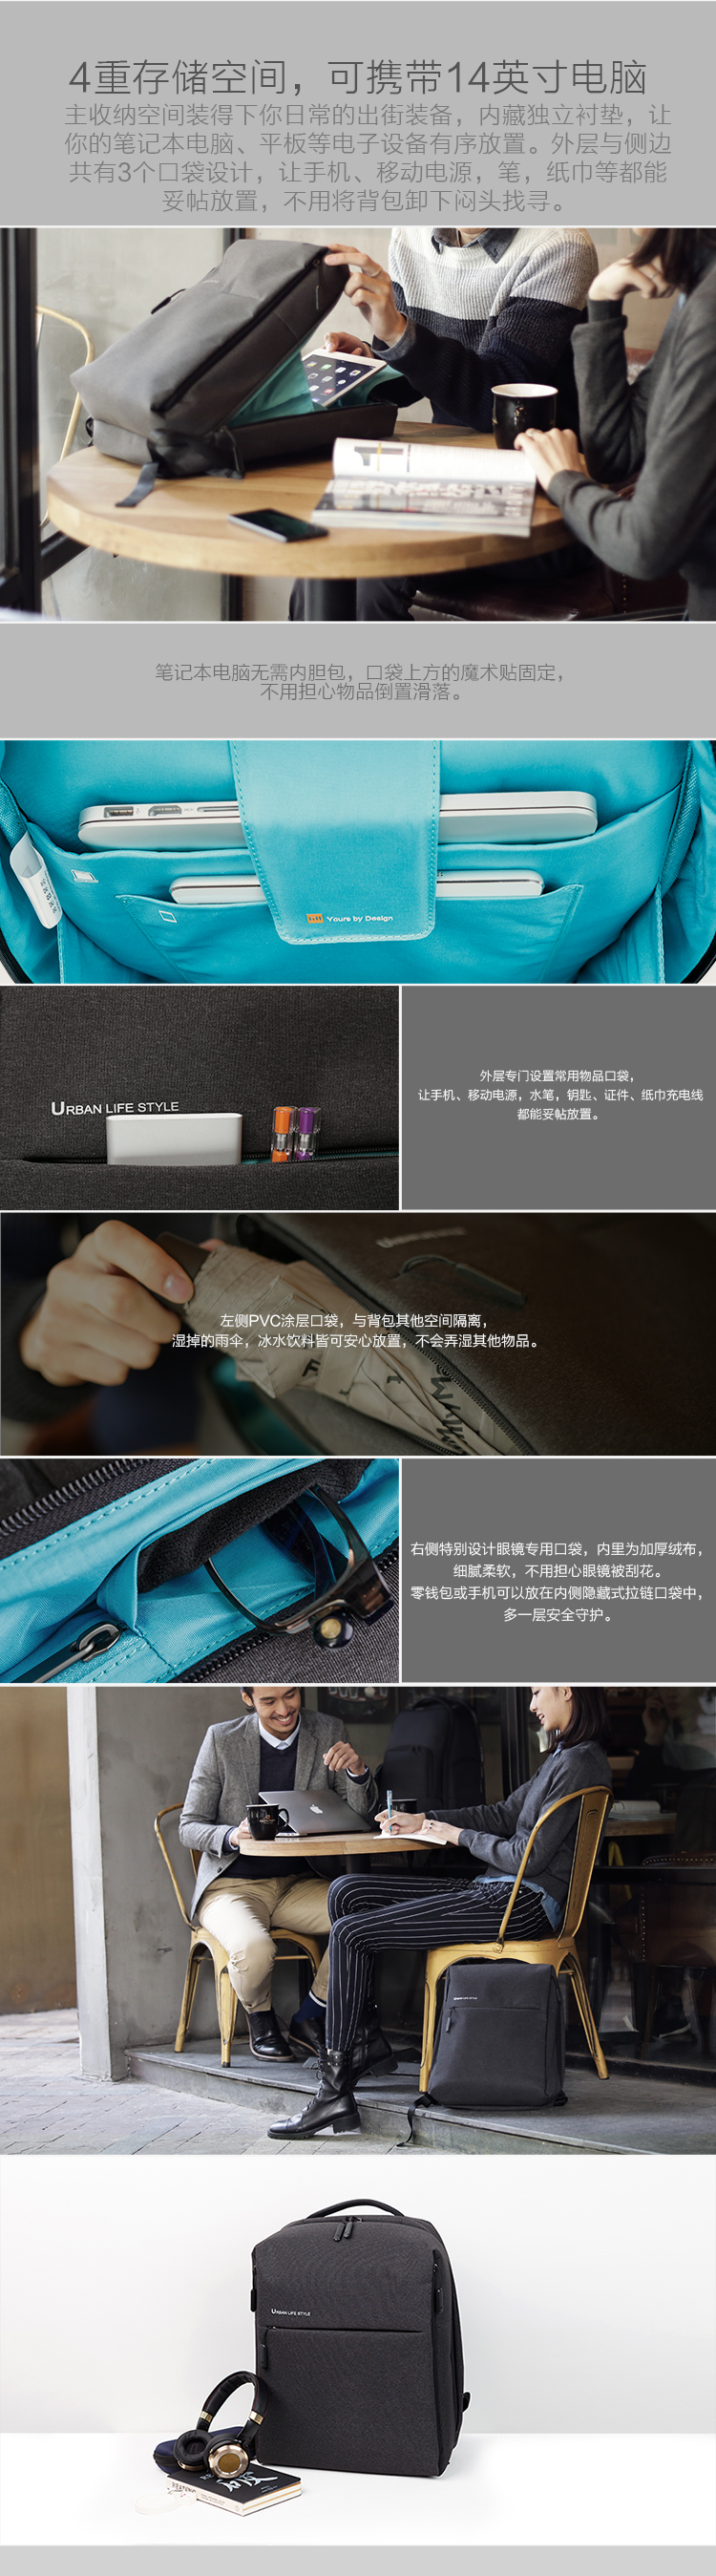 4重存储空间，可携带14英寸电脑
主收纳空间装得下你日常的出街装备，内藏独立衬垫，让
你的笔记本电脑、平板等电子设备有序放置。外层与侧边
共有3个口袋设计，让手机、移动电源，笔，纸巾等都能
妥帖放置，不用将背包卸下闷头找寻。
笔记本电脑无需内胆包，口袋上方的魔术贴固定，
不用担心物品倒置滑落。
Yours by Design
URBAN LIFE STYLE
外层专门设置常用物品口袋，
让手机、移动电源，水笔，钥匙、证件、纸巾充电线
都能妥帖放置。
左侧PVC涂层口袋，与背包其他空间隔离，
湿掉的雨伞，冰水饮料皆可安心放置，不会弄湿其他物品。
右侧特别设计眼镜专用口袋，内里为加厚绒布，
细腻柔软，不用担心眼镜被刮花。
零钱包或手机可以放在内侧隐藏式拉链口袋中，
多一层安全守护。
URBAN LIFE STYLE
URBAN LIFE STYLE